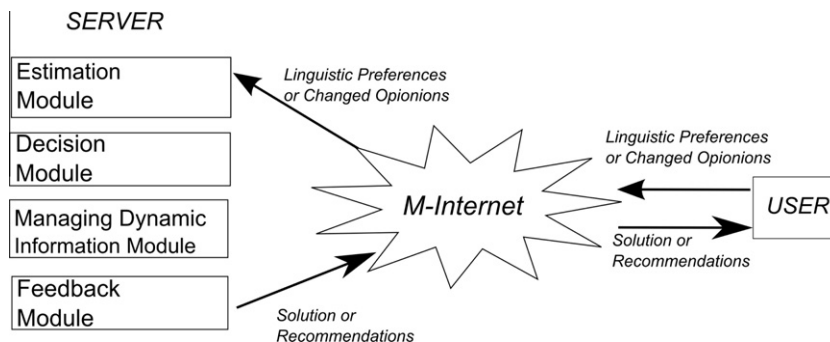 SERVER
Estimation
Module
Decision
Module
Managing Dynamic
Information Module
Feedback
Module
Linguistic Preferences
or Changed Opionions
M-Internet
Solution or
Recommendations
Linguistic Preferences
or Changed Opionions
USER
Solution or
Recommendations